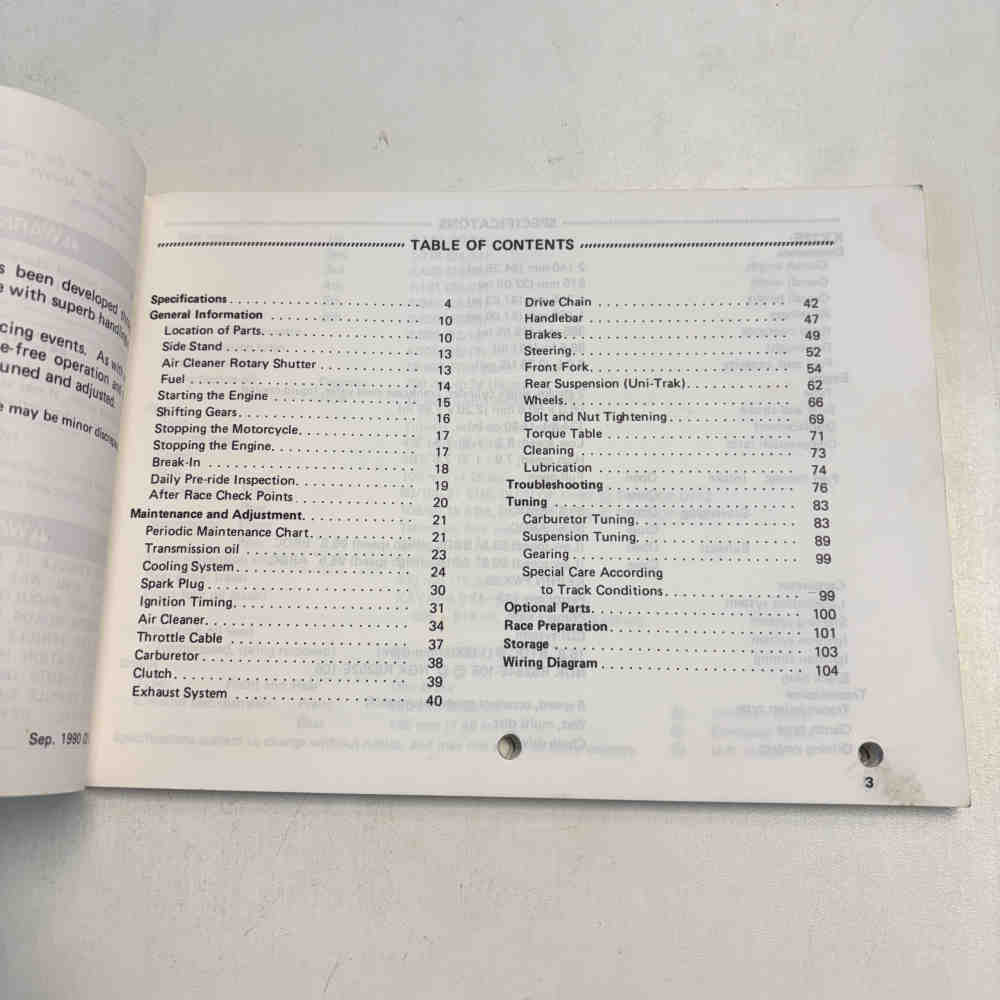 s been developed
e with superb handling
cing events. As with
e-free operation and
uned and adjusted.
e may be minor
Sep. 1990
TABLE OF CONTENTS
Specifications 4
General Information 10
Location of Parts. 10
Side Stand 13
Air Cleaner Rotary Shutter 13
Fuel 14
Starting the Engine 15
Shifting Gears. 16
Stopping the Motorcycle. 17
Stopping the Engine. 17
Break-In 18
Daily Pre-ride Inspection. 19
After Race Check Points 20
Maintenance and Adjustment. 21
Periodic Maintenance Chart. 21
Transmission oil 23
Cooling System 24
Spark Plug 30
Ignition Timing. 31
Air Cleaner. 34
Throttle Cable 37
Carburetor 38
Clutch 39
Exhaust System 40
Drive Chain 42
Handlebar 47
Brakes. 49
Steering. 52
Front Fork. 54
Rear Suspension (Uni-Trak). 62
Wheels. 66
Bolt and Nut Tightening 69
Torque Table 71
Cleaning 73
Lubrication 74
Troubleshooting 76
Tuning 83
Carburetor Tuning. 83
Suspension Tuning. 89
Gearing 99
Special Care According
to Track Conditions. 99
Optional Parts. 100
Race Preparation 101
Storage 103
Wiring Diagram 104
3